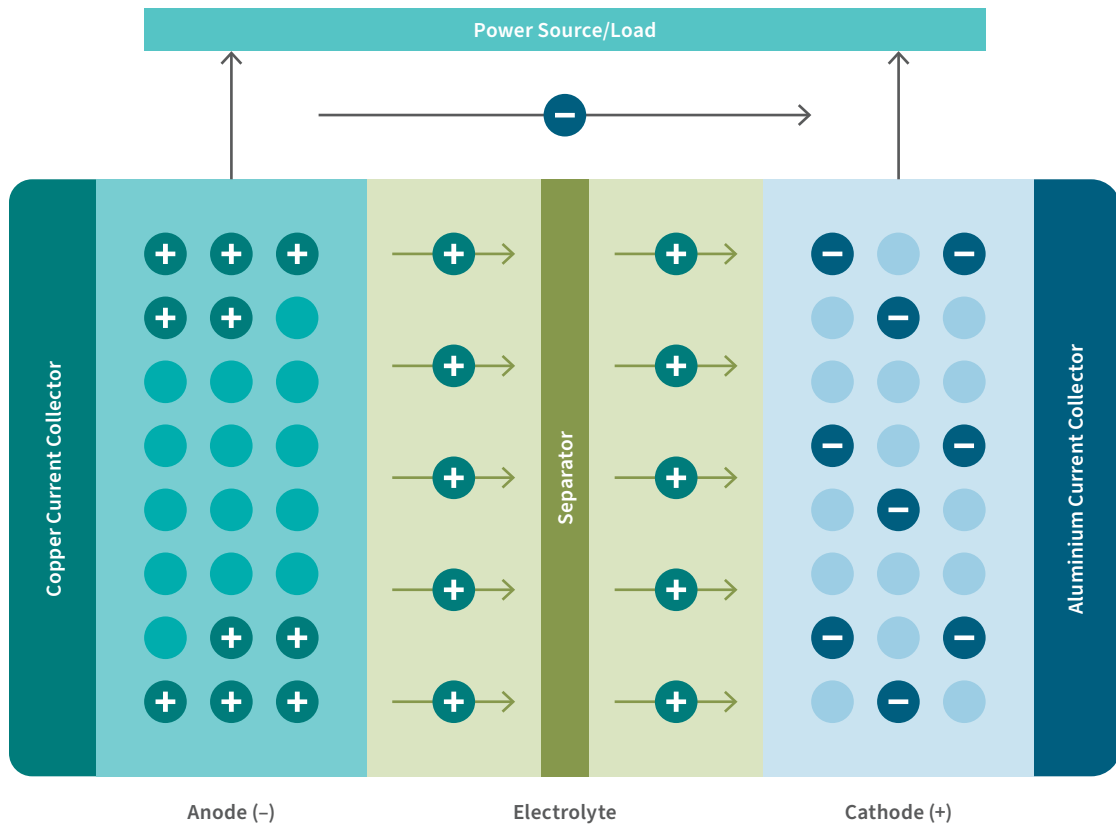 Power Source/Load
Copper Current Collector
Separator
Aluminium Current Collector
Anode (–)
Electrolyte
Cathode (+)